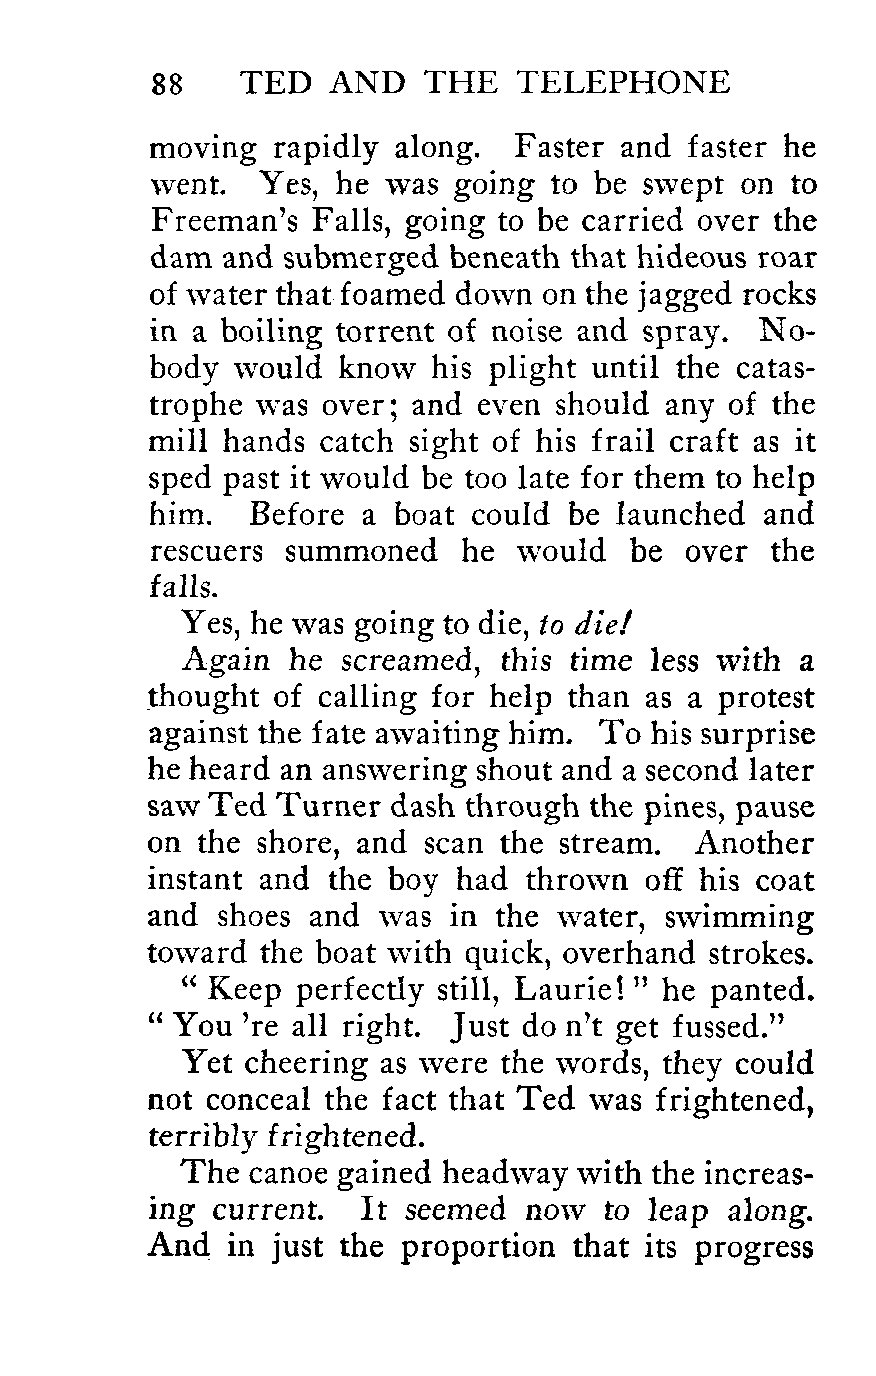 88 TED AND THE TELEPHONE
moving rapidly along. Faster and faster he
went. Yes, he was going to be swept on to
Freeman's Falls, going to be carried over the
dam and submerged beneath that hideous roar
of water that foamed down on the jagged rocks
in a boiling torrent of noise and spray. No-
body would know his plight until the catas-
trophe was over; and even should any of the
mill hands catch sight of his frail craft as it
sped past it would be too late for them to help
him. Before a boat could be launched and
rescuers summoned he would be over the
falls.
Yes, he was going to die, to die!
Again he screamed, this time less with a
thought of calling for help than as a protest
against the fate awaiting him. To his surprise
he heard an answering shout and a second later
saw Ted Turner dash through the pines, pause
on the shore, and scan the stream. Another
instant and the boy had thrown off his coat
and shoes and was in the water, swimming
toward the boat with quick, overhand strokes.
" Keep perfectly still, Laurie! " he panted.
" You 're all right. Just do n't get fussed."
Yet cheering as were the words, they could
not conceal the fact that Ted was frightened,
terribly frightened.
The canoe gained headway with the increas-
ing current. It seemed now to leap along.
And in just the proportion that its progress